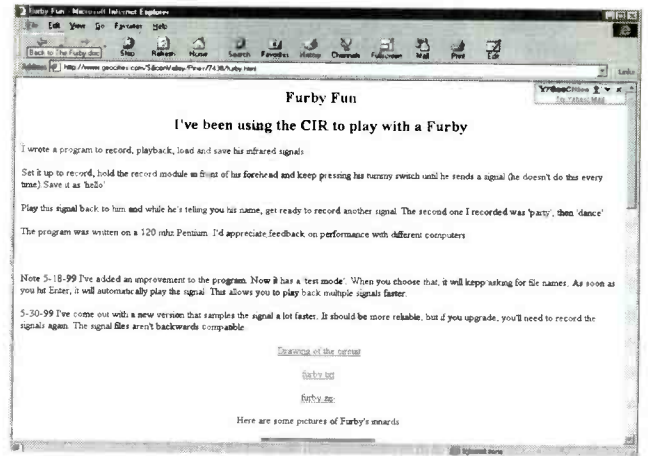 Furby Fun - Microsoft Internet Explorer
File Edit View Go Favorites Help
Stop Refresh Home Search Favorites History Channels Fullscreen Mail Print Edit
Back to The Furby
Address http://www.geocities.com/
Links
Furby Fun
I've been using the CIR to play with a Furby
I wrote a program to record, playback, load and save his infrared signals
Set it up to record, hold the record module in front of his forehead and keep pressing his tummy switch until he sends a signal (he doesn't do this every
time) Save it as 'hello'
Play this signal back to him and while he's telling you his name, get ready to record another signal. The second one I recorded was 'party', then 'dance'
The program was written on a 120 mhz Pentium. I'd appreciate feedback on performance with different computers
Note 5-18-99 I've added an improvement to the program. Now it has a 'test mode'. When you choose that, it will kepp asking for file names. As soon as
you hit Enter, it will automatically play the signal. This allows you to play back multiple signals faster.
5-30-99 I've come out with a new version that samples the signal a lot faster. It should be more reliable, but if you upgrade, you'll need to record the
signals again. The signal files aren't backwards compatible
Drawing of the circuit
furby
furby
Here are some pictures of Furby's innards